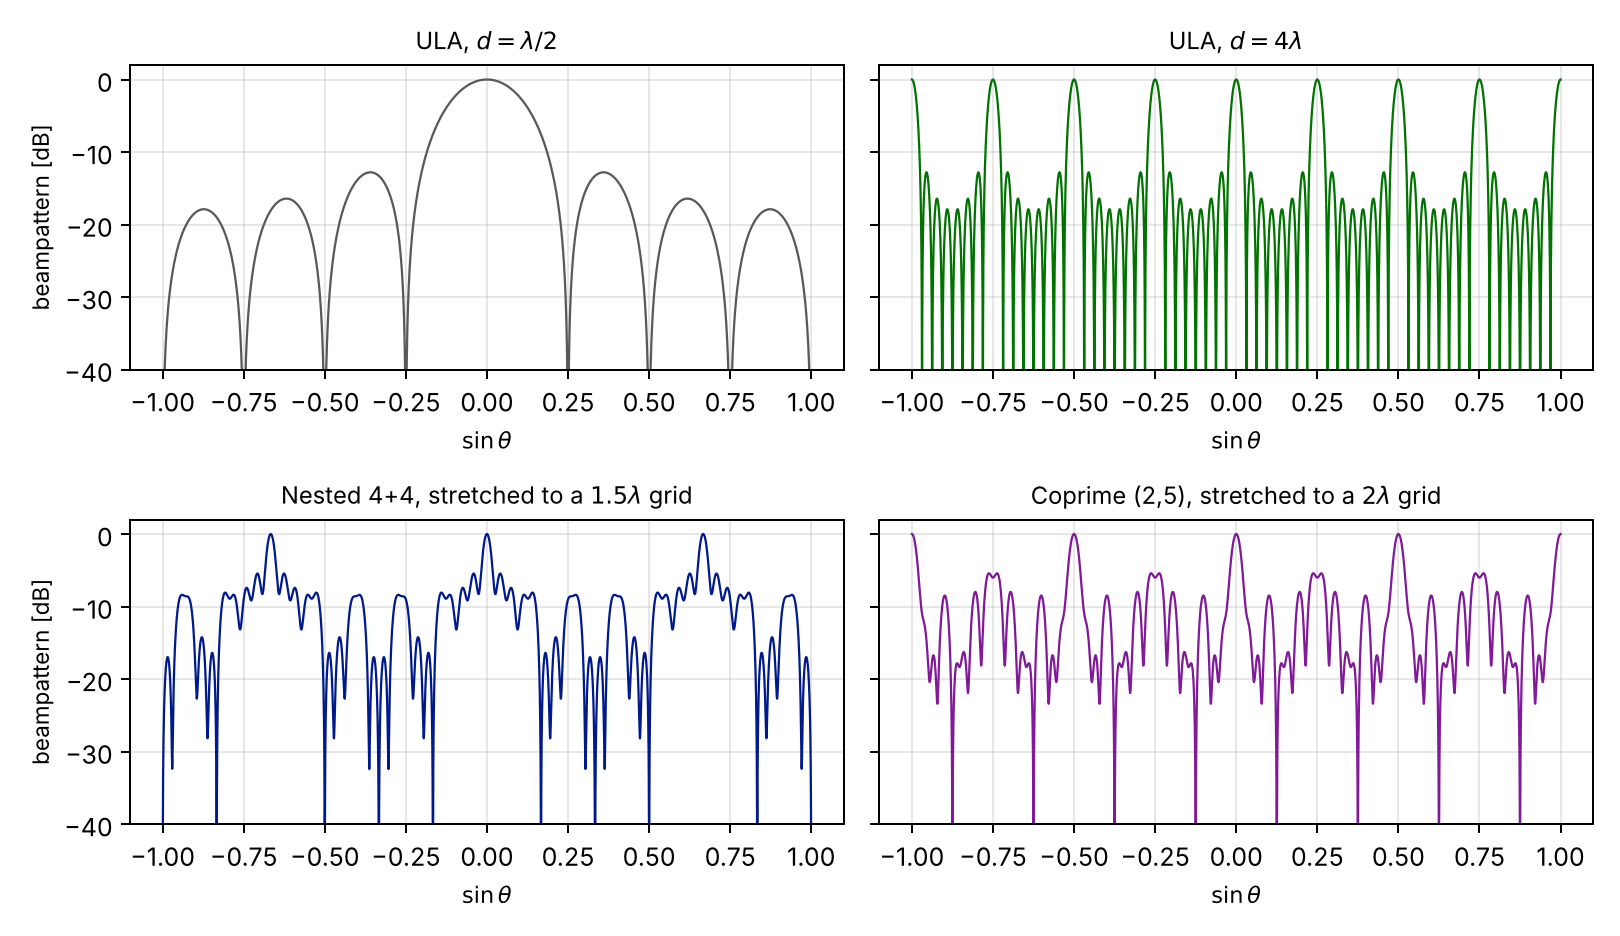 ULA, d = λ/2
beampattern [dB]
0
−10
−20
−30
−40
−1.00 −0.75 −0.50 −0.25 0.00 0.25 0.50 0.75 1.00
sin θ
ULA, d = 4λ
−1.00 −0.75 −0.50 −0.25 0.00 0.25 0.50 0.75 1.00
sin θ
Nested 4+4, stretched to a 1.5λ grid
beampattern [dB]
0
−10
−20
−30
−40
−1.00 −0.75 −0.50 −0.25 0.00 0.25 0.50 0.75 1.00
sin θ
Coprime (2,5), stretched to a 2λ grid
−1.00 −0.75 −0.50 −0.25 0.00 0.25 0.50 0.75 1.00
sin θ